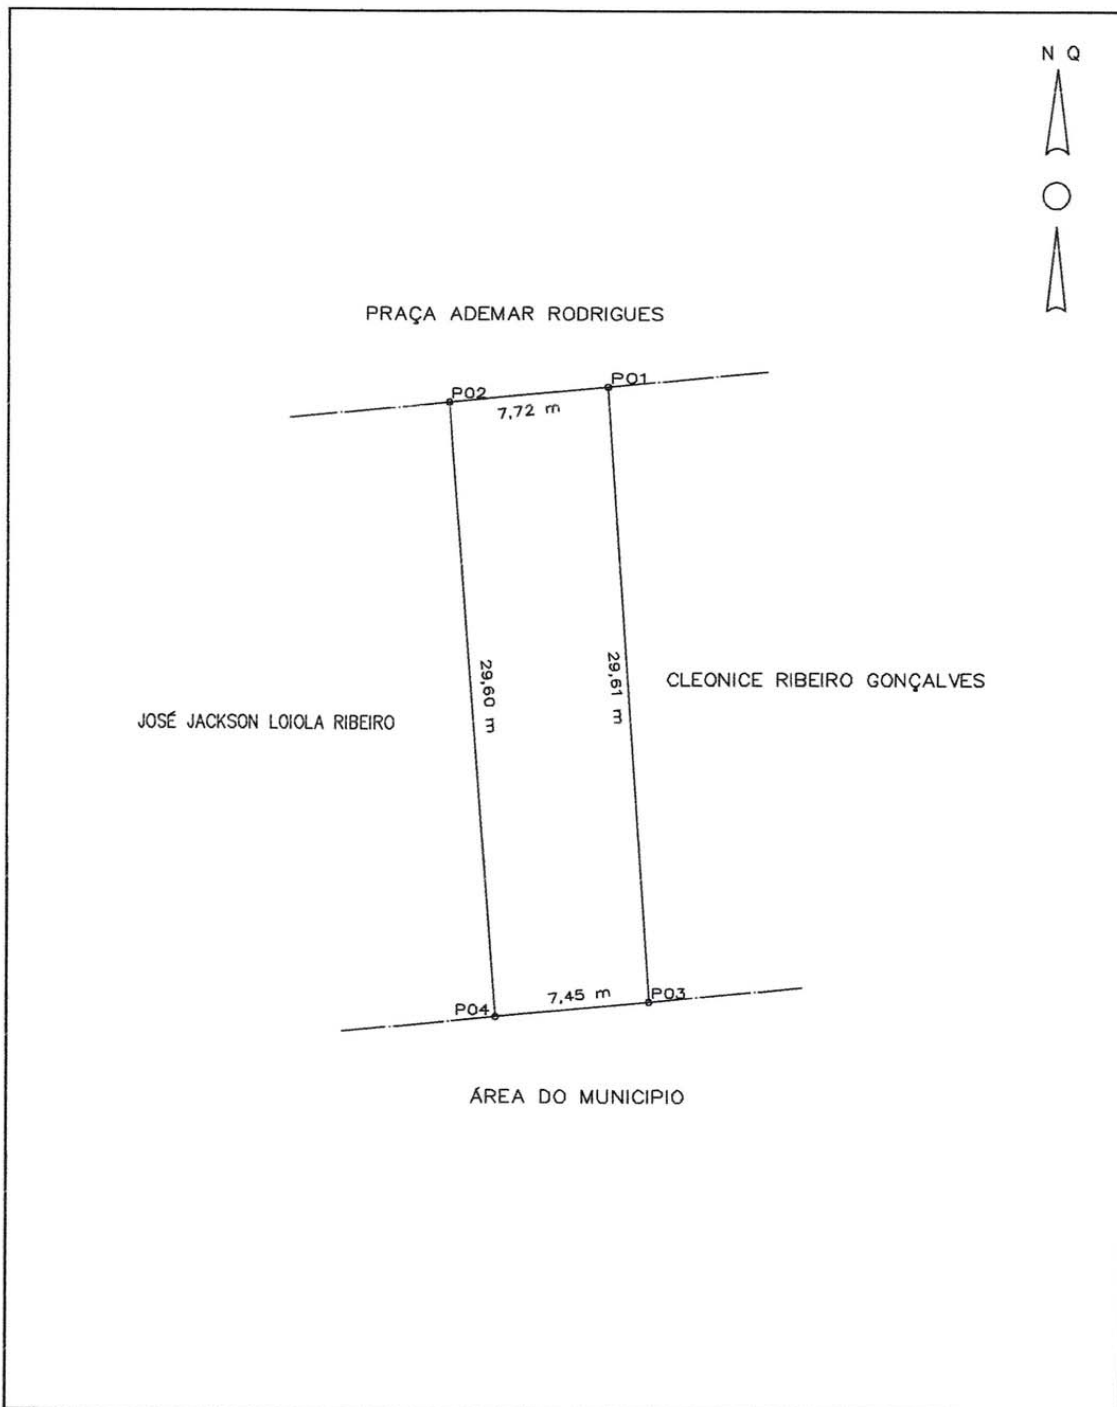 N Q
PRAÇA ADEMAR RODRIGUES
P02
P01
7,72 m
29,60 m
29,61 m
CLEONICE RIBEIRO GONÇALVES
JOSÉ JACKSON LOIOLA RIBEIRO
7,45 m
P03
P04
ÁREA DO MUNICIPIO